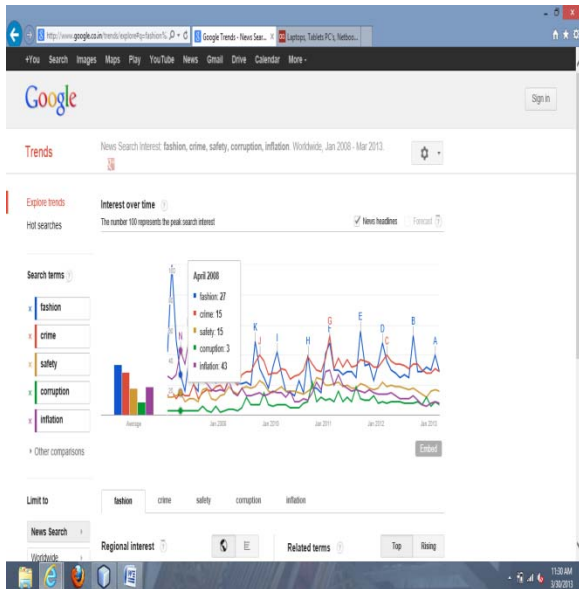 http://www.google.co.in/trends/explore#q=fashion%
Google Trends - News Sear...
Laptops, Tablets PC's, Netboo...
+You Search Images Maps Play YouTube News Gmail Drive Calendar More -
Google
Sign in
Trends
News Search Interest: fashion, crime, safety, corruption, inflation. Worldwide, Jan 2008 - Mar 2013
Explore trends
Hot searches
Interest over time ?
The number 100 represents the peak search interest
News headlines
Forecast ?
Search terms ?
x fashion
x crime
x safety
x corruption
x inflation
Other comparisons
100
April 2008
fashion: 27
crime: 15
safety: 15
corruption: 3
inflation: 43
N
K
J
I
H
G
F
E
D
C
B
A
Average
Jan 2009
Jan 2010
Jan 2011
Jan 2012
Jan 2013
Embed
Limit to
News Search
Worldwide
fashion crime safety corruption inflation
Regional interest ?
Related terms ?
Top Rising
11:30 AM
3/30/2013